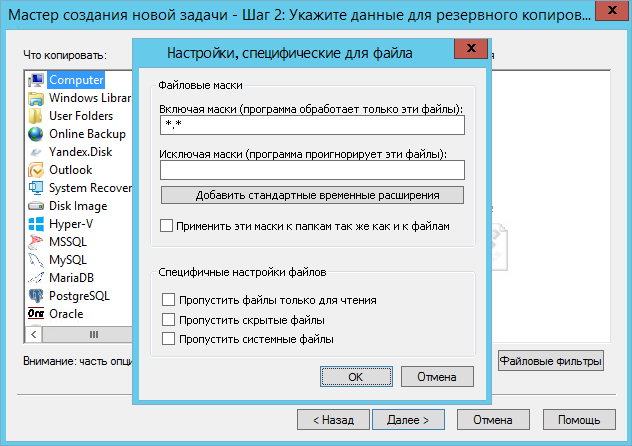 Мастер создания новой задачи - Шаг 2: Укажите данные для резервного копиров...
Что копировать:
Computer
Windows Librar
User Folders
Online Backup
Yandex.Disk
Outlook
System Recover
Disk Image
Hyper-V
MSSQL
MySQL
MariaDB
PostgreSQL
Oracle
Внимание: часть опци
Настройки, специфические для файла
Файловые маски
Включая маски (программа обработает только эти файлы):
*.*
Исключая маски (программа проигнорирует эти файлы):
Добавить стандартные временные расширения
Применить эти маски к папкам так же как и к файлам
Специфичные настройки файлов
Пропустить файлы только для чтения
Пропустить скрытые файлы
Пропустить системные файлы
OK
Отмена
Файловые фильтры
< Назад
Далее >
Отмена
Помощь